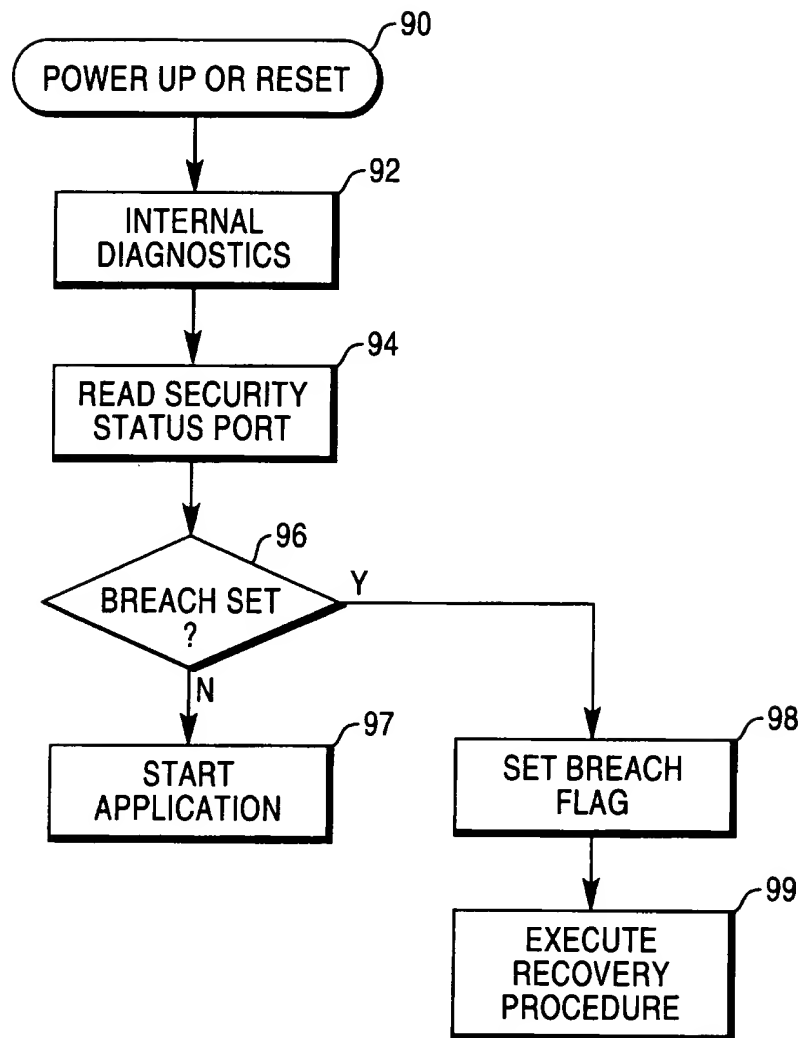 90
POWER UP OR RESET
92
INTERNAL
DIAGNOSTICS
94
READ SECURITY
STATUS PORT
96
BREACH SET
?
Y
N
97
START
APPLICATION
98
SET BREACH
FLAG
99
EXECUTE
RECOVERY
PROCEDURE